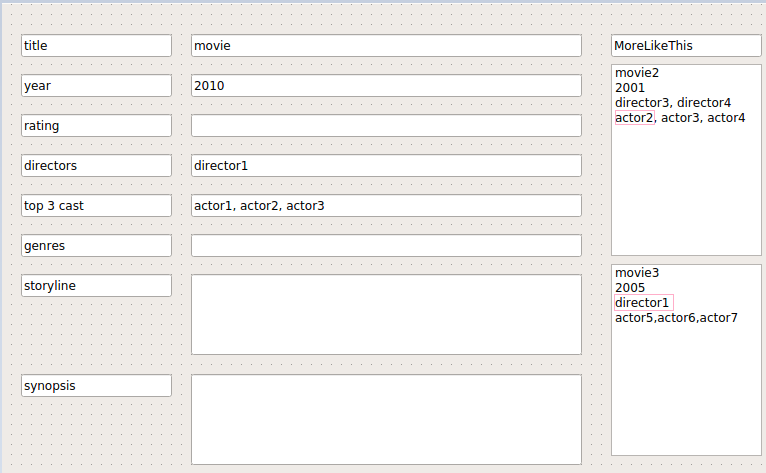 title
movie
year
2010
rating
directors
director1
top 3 cast
actor1, actor2, actor3
genres
storyline
synopsis
MoreLikeThis
movie2
2001
director3, director4
actor2, actor3, actor4
movie3
2005
director1
actor5,actor6,actor7